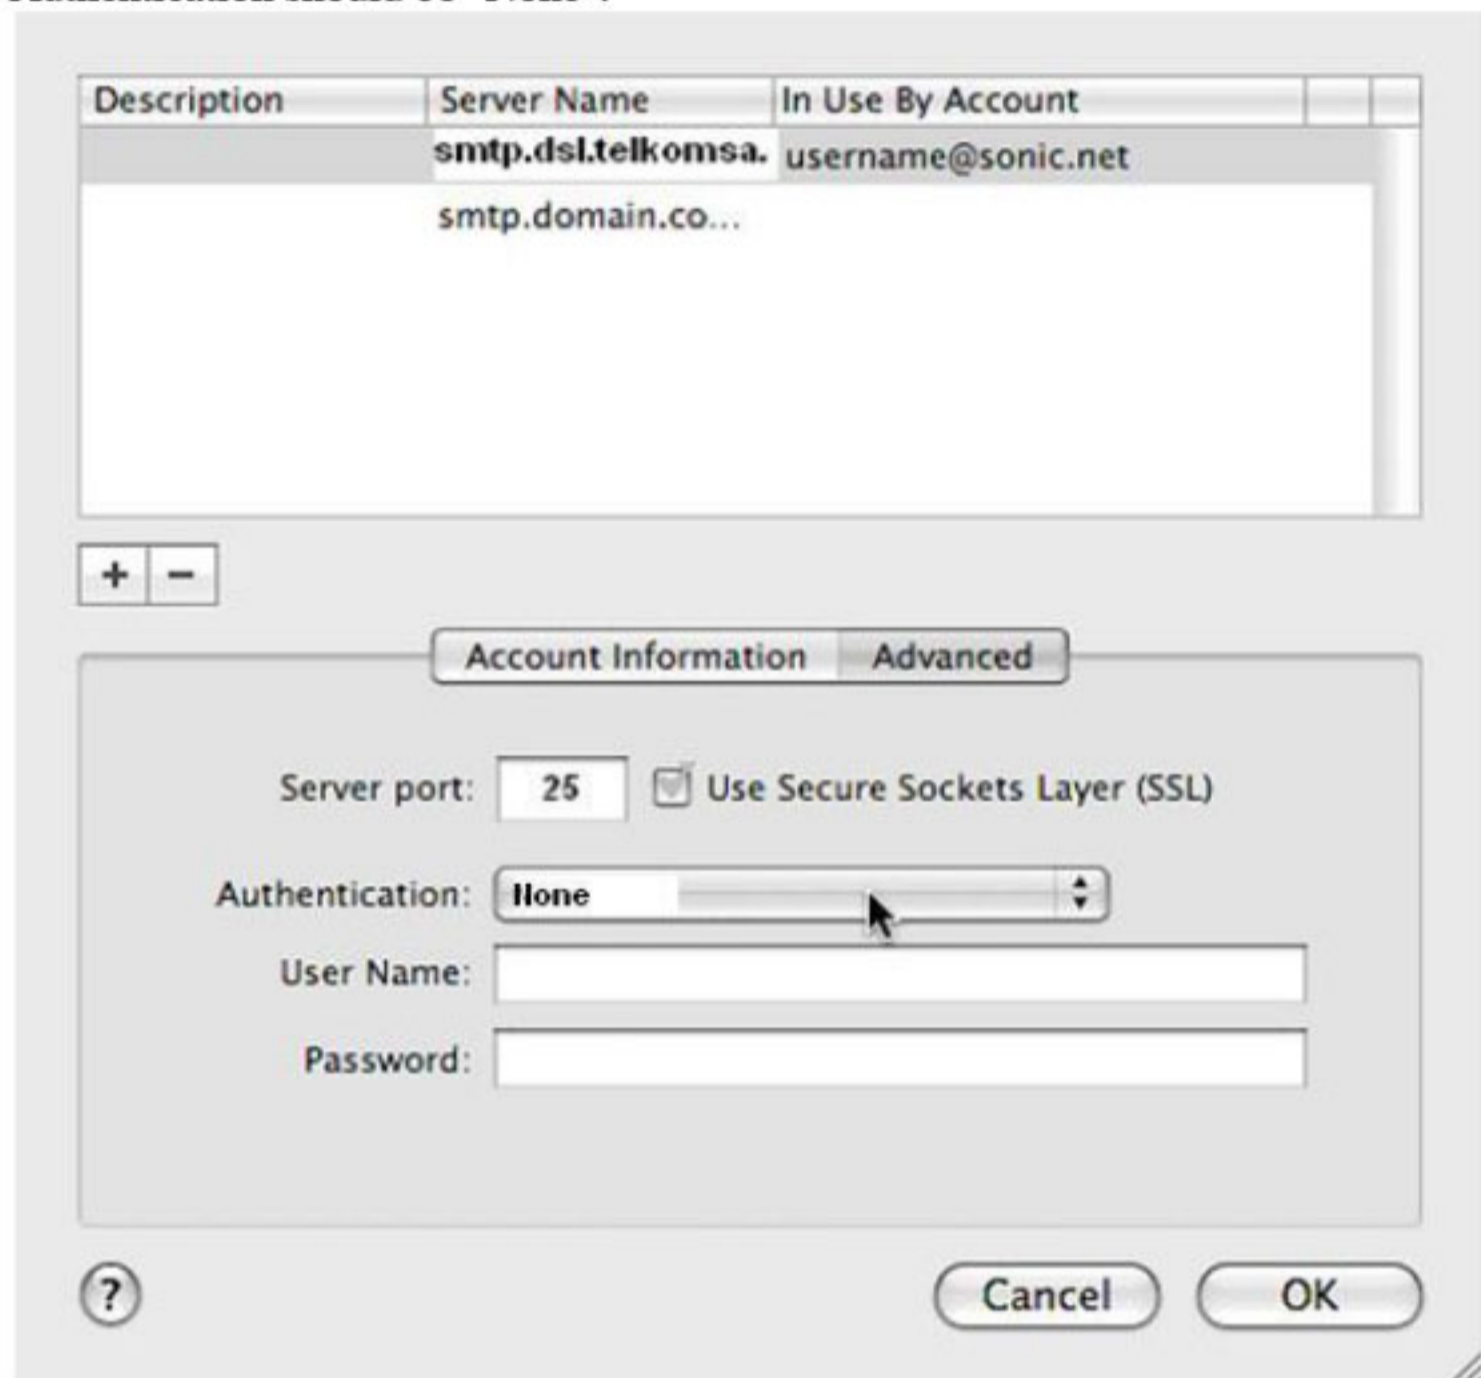 Description Server Name In Use By Account
smtp.dsl.telkomsa. username@sonic.net
smtp.domain.co...
+ −
Account Information Advanced
Server port: 25 Use Secure Sockets Layer (SSL)
Authentication: None
User Name:
Password:
? Cancel OK